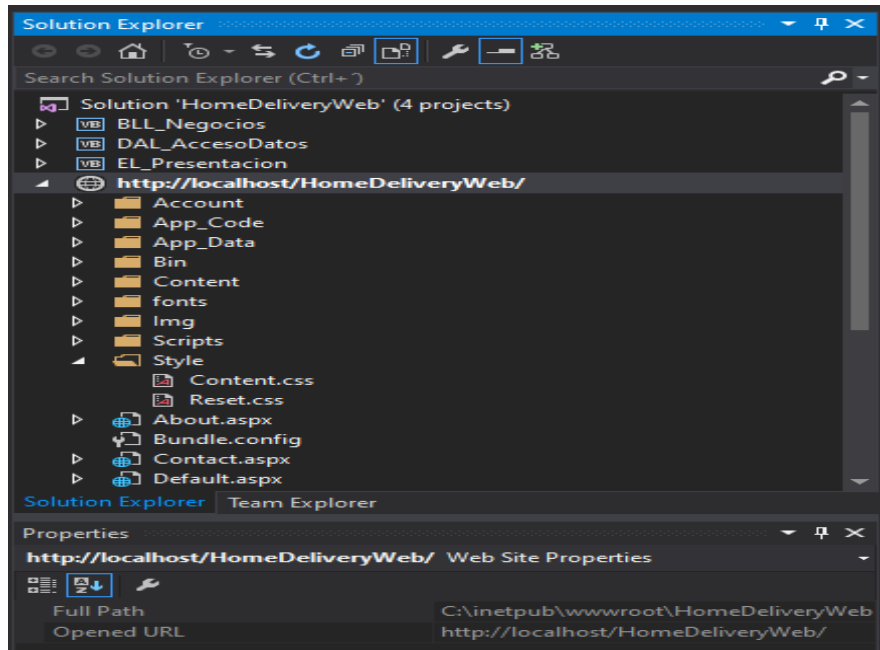 Solution Explorer
Search Solution Explorer (Ctrl+´)
Solution 'HomeDeliveryWeb' (4 projects)
VB BLL_Negocios
VB DAL_AccesoDatos
VB EL_Presentacion
http://localhost/HomeDeliveryWeb/
Account
App_Code
App_Data
Bin
Content
fonts
Img
Scripts
Style
Content.css
Reset.css
About.aspx
Bundle.config
Contact.aspx
Default.aspx
Solution Explorer Team Explorer
Properties
http://localhost/HomeDeliveryWeb/ Web Site Properties
Full Path C:\inetpub\wwwroot\HomeDeliveryWeb
Opened URL http://localhost/HomeDeliveryWeb/